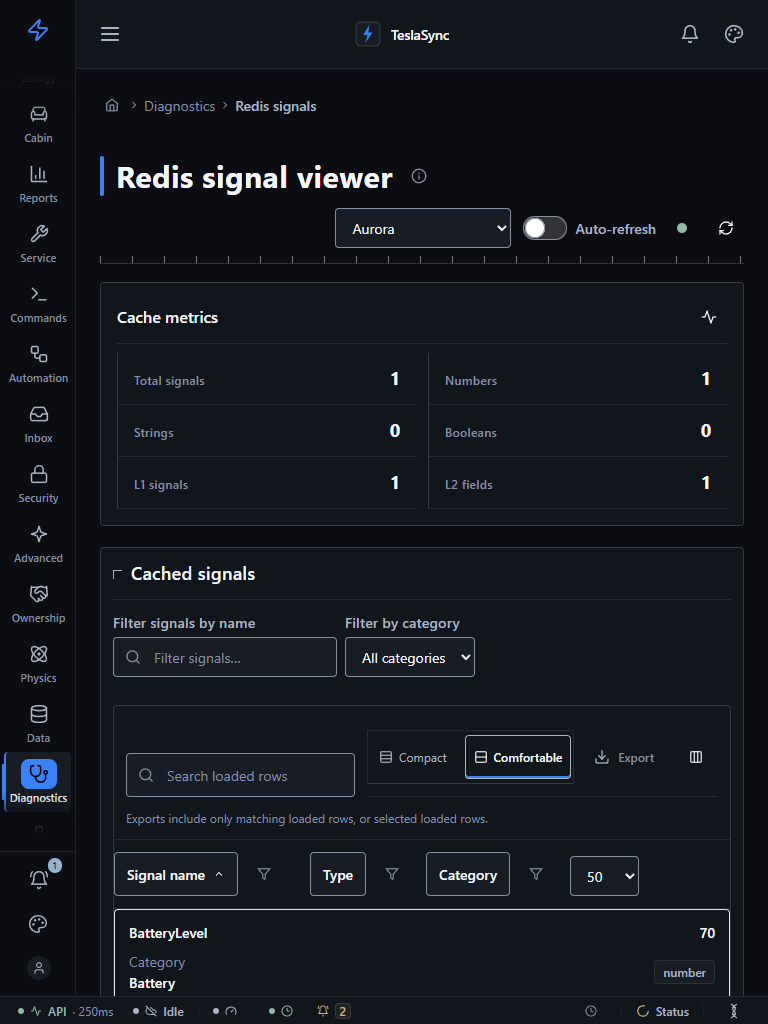 TeslaSync
Diagnostics
Redis signals
Cabin
Reports
Service
Commands
Automation
Inbox
Security
Advanced
Ownership
Physics
Data
Diagnostics
1
Redis signal viewer
Aurora
Auto-refresh
Cache metrics
Total signals 1
Numbers 1
Strings 0
Booleans 0
L1 signals 1
L2 fields 1
Cached signals
Filter signals by name
Filter by category
Filter signals...
All categories
Search loaded rows
Compact
Comfortable
Export
Exports include only matching loaded rows, or selected loaded rows.
Signal name
Type
Category
50
BatteryLevel 70
Category
Battery
number
API · 250ms
Idle
2
Status